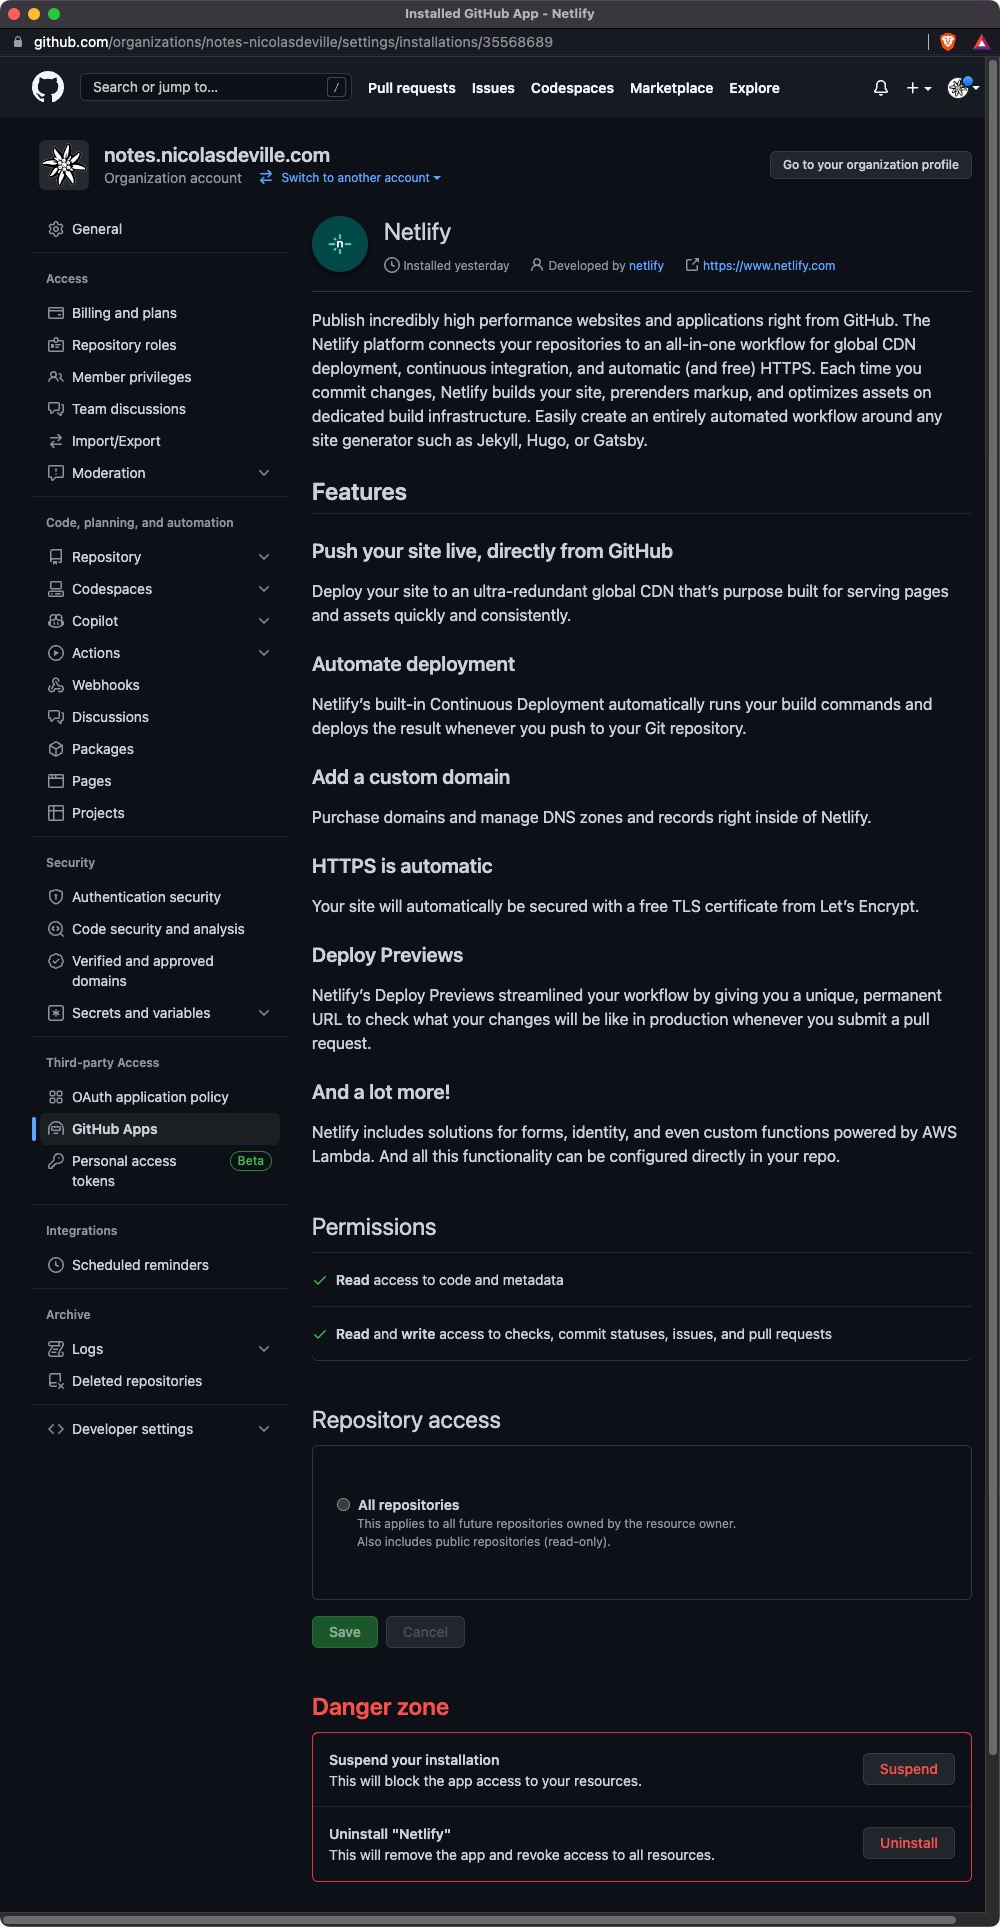 Installed GitHub App - Netlify
github.com/organizations/notes-nicolasdeville/settings/installations/35568689
Search or jump to...
/
Pull requests
Issues
Codespaces
Marketplace
Explore
notes.nicolasdeville.com
Organization account
Switch to another account
Go to your organization profile
General
Access
Billing and plans
Repository roles
Member privileges
Team discussions
Import/Export
Moderation
Code, planning, and automation
Repository
Codespaces
Copilot
Actions
Webhooks
Discussions
Packages
Pages
Projects
Security
Authentication security
Code security and analysis
Verified and approved
domains
Secrets and variables
Third-party Access
OAuth application policy
GitHub Apps
Personal access
tokens
Beta
Integrations
Scheduled reminders
Archive
Logs
Deleted repositories
Developer settings
n
Netlify
Installed yesterday
Developed by netlify
https://www.netlify.com
Publish incredibly high performance websites and applications right from GitHub. The
Netlify platform connects your repositories to an all-in-one workflow for global CDN
deployment, continuous integration, and automatic (and free) HTTPS. Each time you
commit changes, Netlify builds your site, prerenders markup, and optimizes assets on
dedicated build infrastructure. Easily create an entirely automated workflow around any
site generator such as Jekyll, Hugo, or Gatsby.
Features
Push your site live, directly from GitHub
Deploy your site to an ultra-redundant global CDN that’s purpose built for serving pages
and assets quickly and consistently.
Automate deployment
Netlify’s built-in Continuous Deployment automatically runs your build commands and
deploys the result whenever you push to your Git repository.
Add a custom domain
Purchase domains and manage DNS zones and records right inside of Netlify.
HTTPS is automatic
Your site will automatically be secured with a free TLS certificate from Let’s Encrypt.
Deploy Previews
Netlify’s Deploy Previews streamlined your workflow by giving you a unique, permanent
URL to check what your changes will be like in production whenever you submit a pull
request.
And a lot more!
Netlify includes solutions for forms, identity, and even custom functions powered by AWS
Lambda. And all this functionality can be configured directly in your repo.
Permissions
Read access to code and metadata
Read and write access to checks, commit statuses, issues, and pull requests
Repository access
All repositories
This applies to all future repositories owned by the resource owner.
Also includes public repositories (read-only).
Save
Cancel
Danger zone
Suspend your installation
This will block the app access to your resources.
Suspend
Uninstall "Netlify"
This will remove the app and revoke access to all resources.
Uninstall